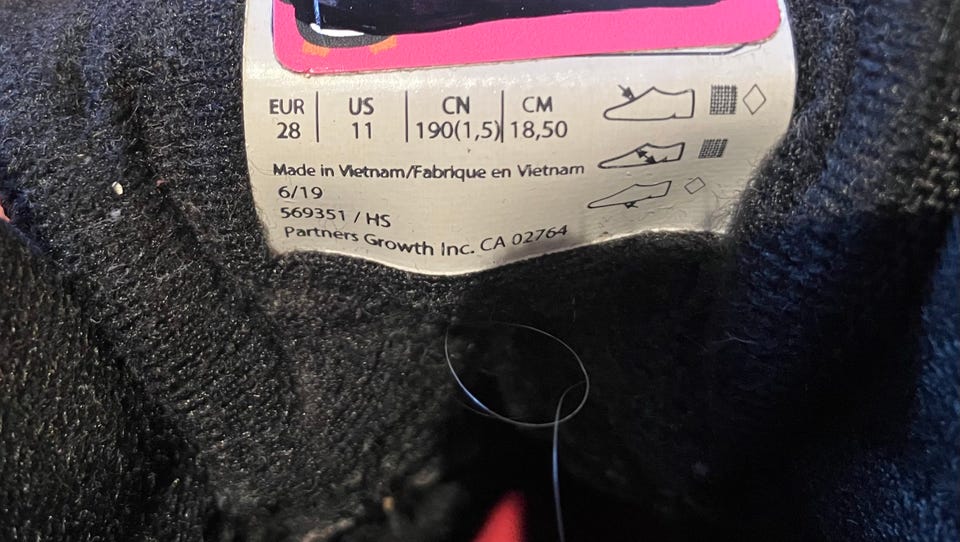 EUR US CN CM
28 11 190(1,5) 18,50
Made in Vietnam/Fabrique en Vietnam
6/19
569351 / HS
Partners Growth Inc. CA 02764